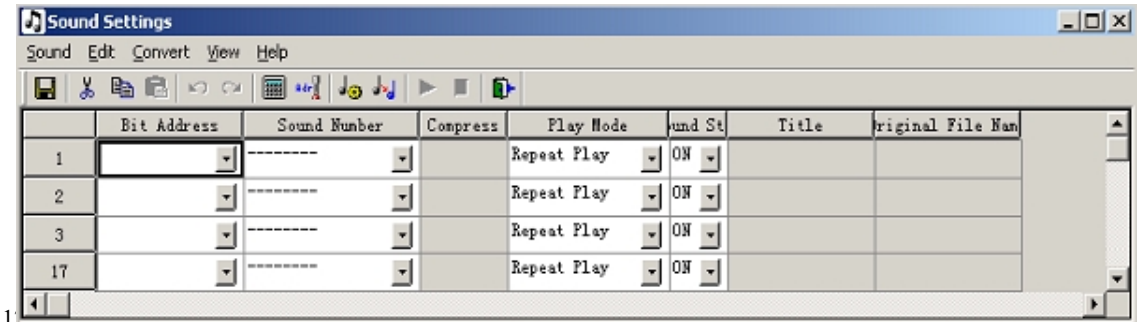 Sound Settings
Sound Edit Convert View Help
Bit Address Sound Number Compress Play Mode und St Title riginal File Nam
1 -------- Repeat Play ON
2 -------- Repeat Play ON
3 -------- Repeat Play ON
17 -------- Repeat Play ON
1